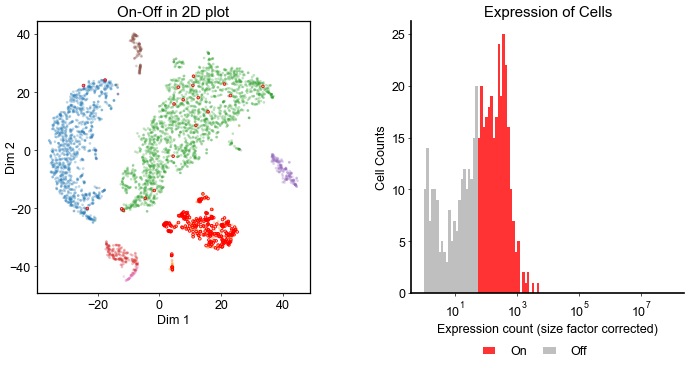 On-Off in 2D plot
40
20
0
−20
−40
−20
0
20
40
Dim 2
Dim 1
Expression of Cells
25
20
15
10
5
0
10^1
10^3
10^5
10^7
Cell Counts
Expression count (size factor corrected)
On Off